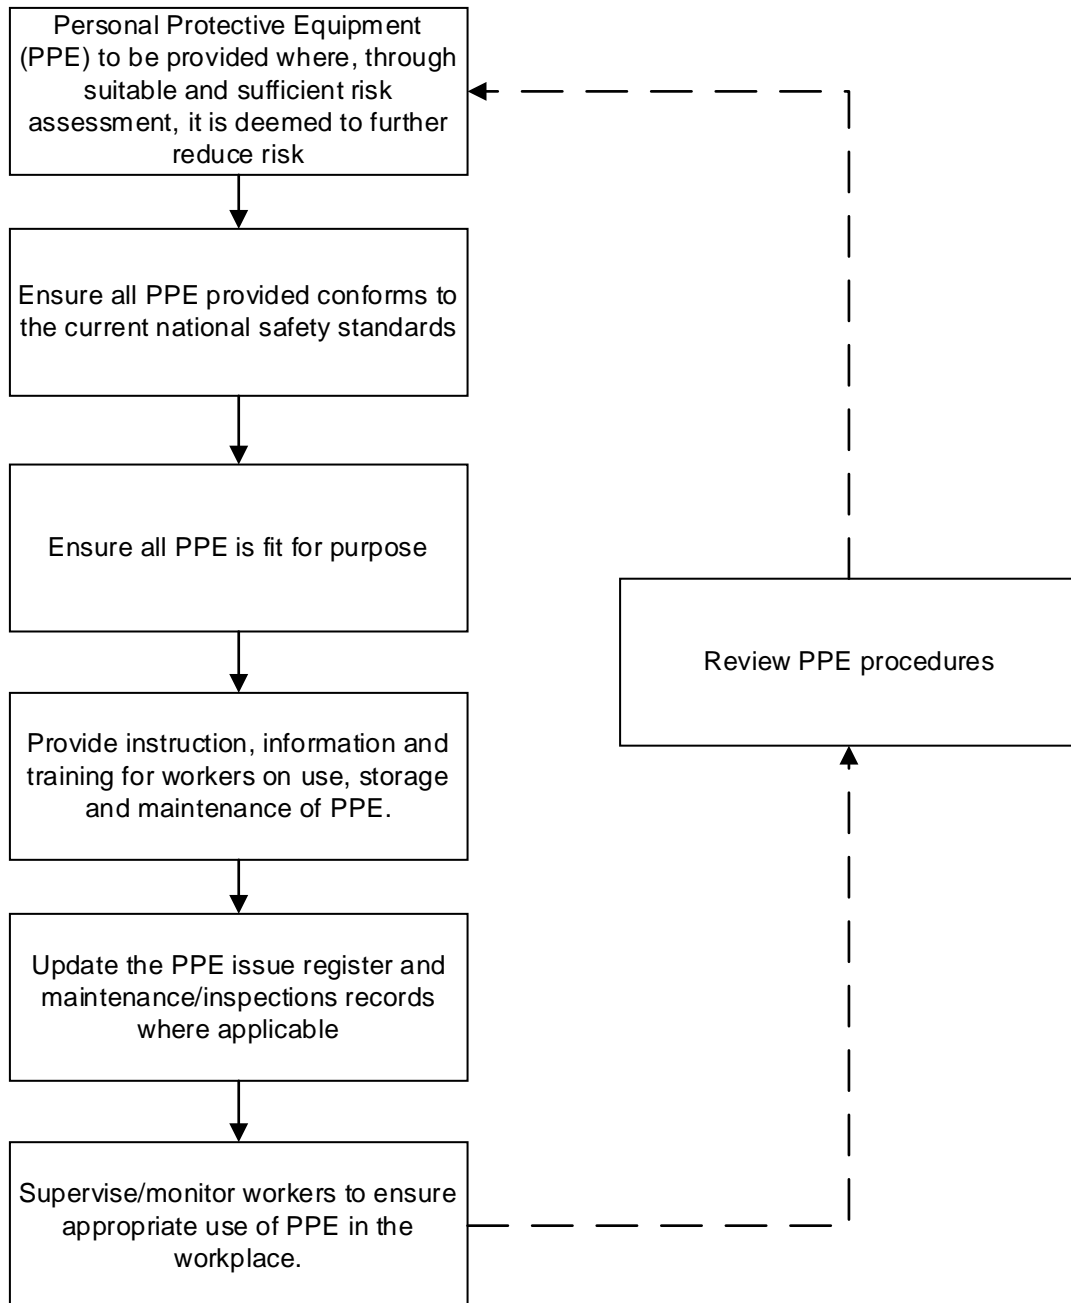 Personal Protective Equipment
(PPE) to be provided where, through
suitable and sufficient risk
assessment, it is deemed to further
reduce risk
Ensure all PPE provided conforms to
the current national safety standards
Ensure all PPE is fit for purpose
Provide instruction, information and
training for workers on use, storage
and maintenance of PPE.
Update the PPE issue register and
maintenance/inspections records
where applicable
Supervise/monitor workers to ensure
appropriate use of PPE in the
workplace.
Review PPE procedures